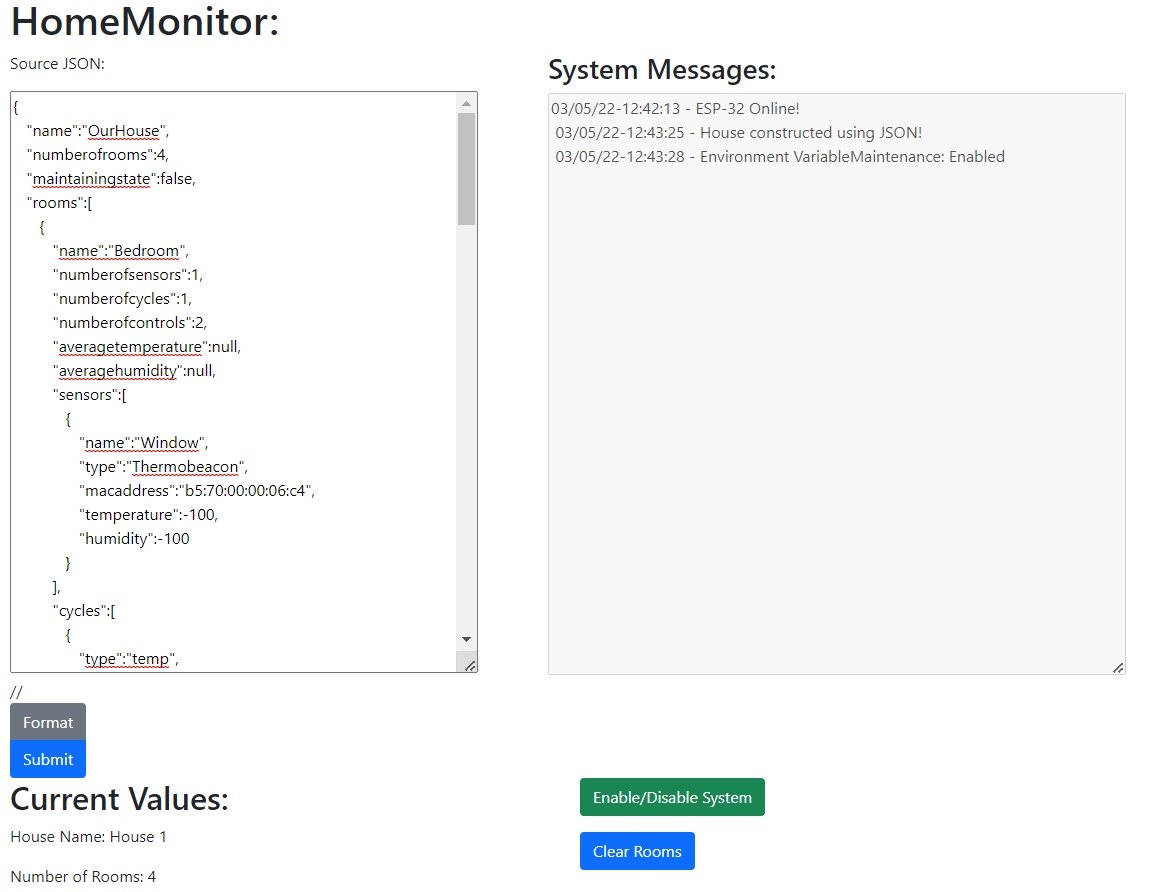 HomeMonitor:
Source JSON:
{
"name":"OurHouse",
"numberofrooms":4,
"maintainingstate":false,
"rooms":[
{
"name":"Bedroom",
"numberofsensors":1,
"numberofcycles":1,
"numberofcontrols":2,
"averagetemperature":null,
"averagehumidity":null,
"sensors":[
{
"name":"Window",
"type":"Thermobeacon",
"macaddress":"b5:70:00:00:06:c4",
"temperature":-100,
"humidity":-100
}
],
"cycles":[
{
"type":"temp",
//
Format
Submit
System Messages:
03/05/22-12:42:13 - ESP-32 Online!
03/05/22-12:43:25 - House constructed using JSON!
03/05/22-12:43:28 - Environment VariableMaintenance: Enabled
Current Values:
House Name: House 1
Number of Rooms: 4
Enable/Disable System
Clear Rooms